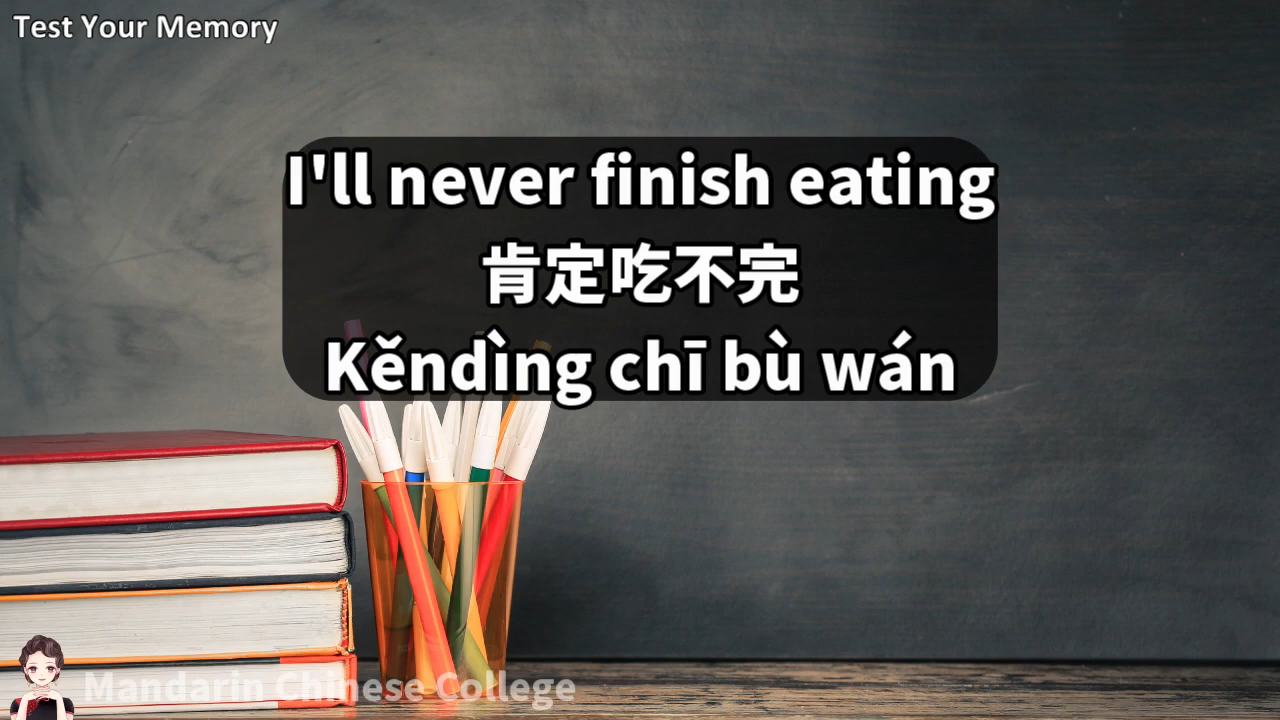 Test Your Memory
I'll never finish eating
肯定吃不完
Kěndìng chī bù wán
Mandarin Chinese College